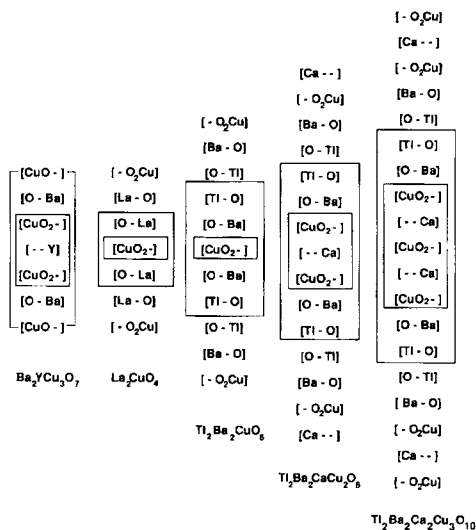 [CuO - ]
[O - Ba]
[CuO₂- ]
[ - - Y]
[CuO₂- ]
[O - Ba]
[CuO - ]
Ba₂YCu₃O₇
[ - O₂Cu]
[La - O]
[O - La]
[CuO₂- ]
[O - La]
[La - O]
[ - O₂Cu]
La₂CuO₄
[ - O₂Cu]
[Ba - O]
[O - Tl]
[Tl - O]
[O - Ba]
[CuO₂- ]
[O - Ba]
[Tl - O]
[O - Tl]
[Ba - O]
[ - O₂Cu]
Tl₂Ba₂CuO₆
[Ca - - ]
[ - O₂Cu]
[Ba - O]
[O - Tl]
[Tl - O]
[O - Ba]
[CuO₂- ]
[ - - Ca]
[CuO₂- ]
[O - Ba]
[Tl - O]
[O - Tl]
[Ba - O]
[ - O₂Cu]
[Ca - - ]
Tl₂Ba₂CaCu₂O₈
[ - O₂Cu]
[Ca - - ]
[ - O₂Cu]
[Ba - O]
[O - Tl]
[Tl - O]
[O - Ba]
[CuO₂- ]
[ - - Ca]
[CuO₂- ]
[ - - Ca]
[CuO₂- ]
[O - Ba]
[Tl - O]
[O - Tl]
[Ba - O]
[ - O₂Cu]
[Ca - - ]
[ - O₂Cu]
Tl₂Ba₂Ca₂Cu₃O₁₀